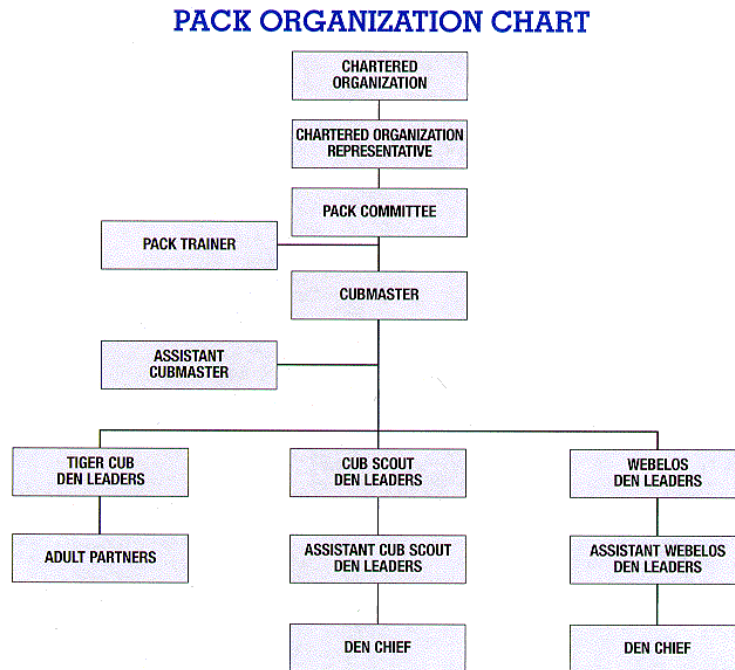 PACK ORGANIZATION CHART
CHARTERED
ORGANIZATION
CHARTERED ORGANIZATION
REPRESENTATIVE
PACK COMMITTEE
PACK TRAINER
CUBMASTER
ASSISTANT
CUBMASTER
TIGER CUB
DEN LEADERS
CUB SCOUT
DEN LEADERS
WEBELOS
DEN LEADERS
ADULT PARTNERS
ASSISTANT CUB SCOUT
DEN LEADERS
ASSISTANT WEBELOS
DEN LEADERS
DEN CHIEF
DEN CHIEF